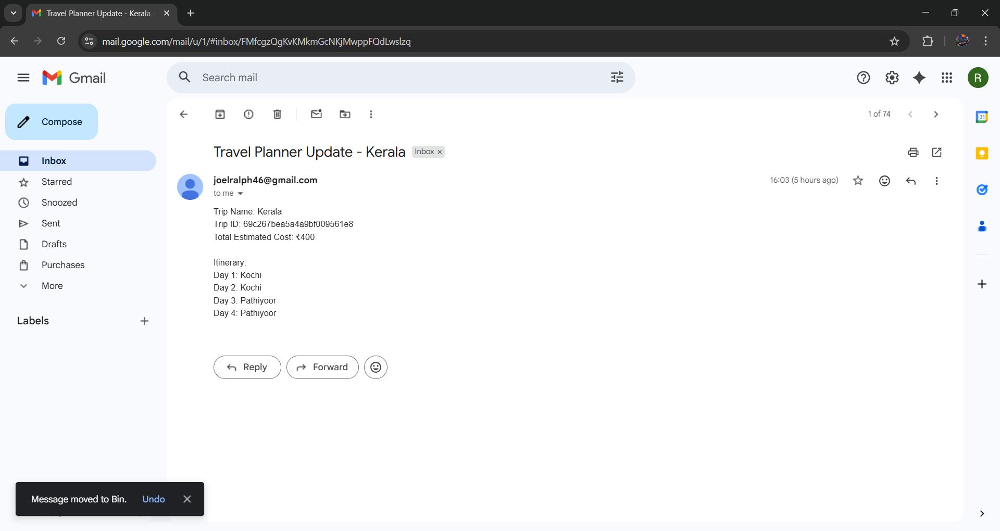 Travel Planner Update - Kerala -
mail.google.com/mail/u/1/#inbox/FMfcgzQgKvKMkmGcNKjMwppFQdLwslzq
Gmail
Search mail
R
Compose
1 of 74
31
Travel Planner Update - Kerala Inbox ×
Inbox
Starred
Snoozed
Sent
Drafts
Purchases
More
Labels
joelralph46@gmail.com
16:03 (5 hours ago)
to me
Trip Name: Kerala
Trip ID: 69c267bea5a4a9bf009561e8
Total Estimated Cost: ₹400
Itinerary:
Day 1: Kochi
Day 2: Kochi
Day 3: Pathiyoor
Day 4: Pathiyoor
Reply
Forward
Message moved to Bin. Undo